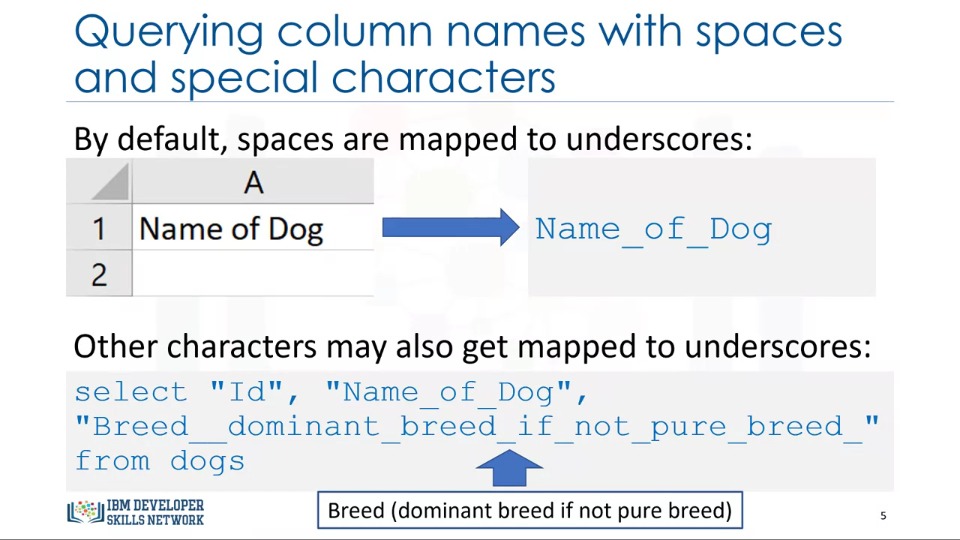 Querying column names with spaces
and special characters
By default, spaces are mapped to underscores:
A
1 Name of Dog
Name_of_Dog
2
Other characters may also get mapped to underscores:
select "Id", "Name_of_Dog",
"Breed__dominant_breed_if_not_pure_breed_"
from dogs
Breed (dominant breed if not pure breed)
IBM DEVELOPER
SKILLS NETWORK
5